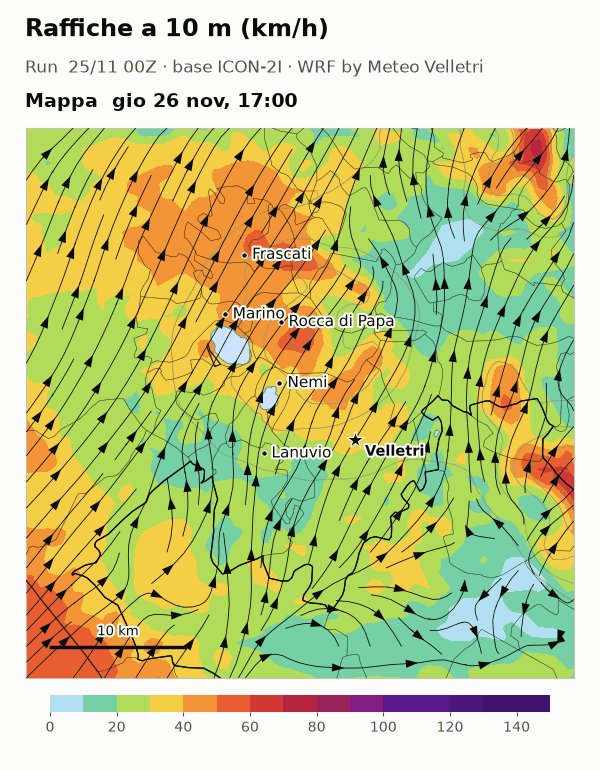 Raffiche a 10 m (km/h)
Run  25/11 00Z · base ICON-2I · WRF by Meteo Velletri
Mappa  gio 26 nov, 17:00
Frascati
Marino
Rocca di Papa
Nemi
Velletri
Lanuvio
10 km
0 20 40 60 80 100 120 140